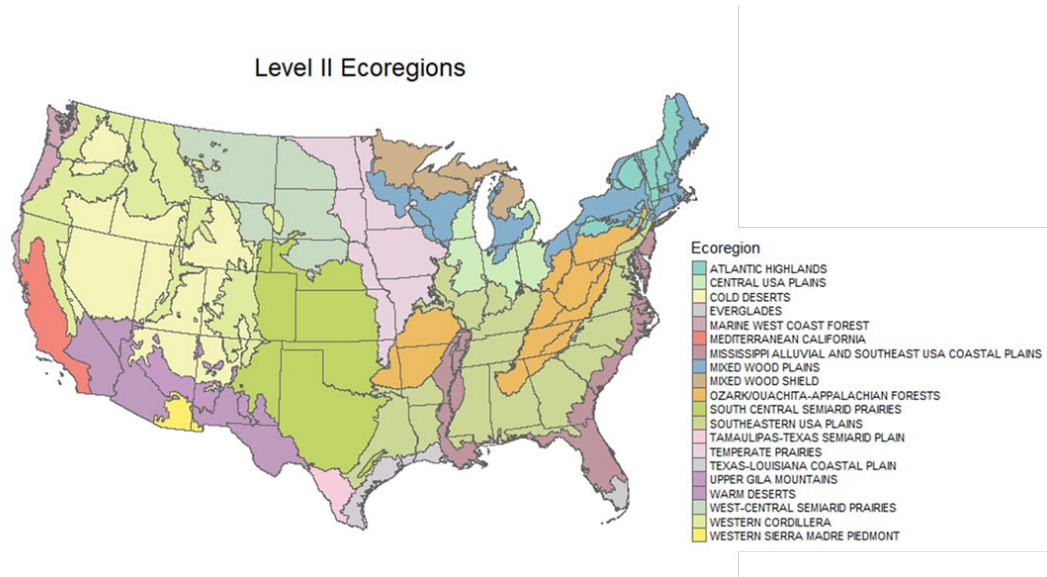 Level II Ecoregions
Ecoregion
ATLANTIC HIGHLANDS
CENTRAL USA PLAINS
COLD DESERTS
EVERGLADES
MARINE WEST COAST FOREST
MEDITERRANEAN CALIFORNIA
MISSISSIPPI ALLUVIAL AND SOUTHEAST USA COASTAL PLAINS
MIXED WOOD PLAINS
MIXED WOOD SHIELD
OZARK/OUACHITA-APPALACHIAN FORESTS
SOUTH CENTRAL SEMIARID PRAIRIES
SOUTHEASTERN USA PLAINS
TAMAULIPAS-TEXAS SEMIARID PLAIN
TEMPERATE PRAIRIES
TEXAS-LOUISIANA COASTAL PLAIN
UPPER GILA MOUNTAINS
WARM DESERTS
WEST-CENTRAL SEMIARID PRAIRIES
WESTERN CORDILLERA
WESTERN SIERRA MADRE PIEDMONT